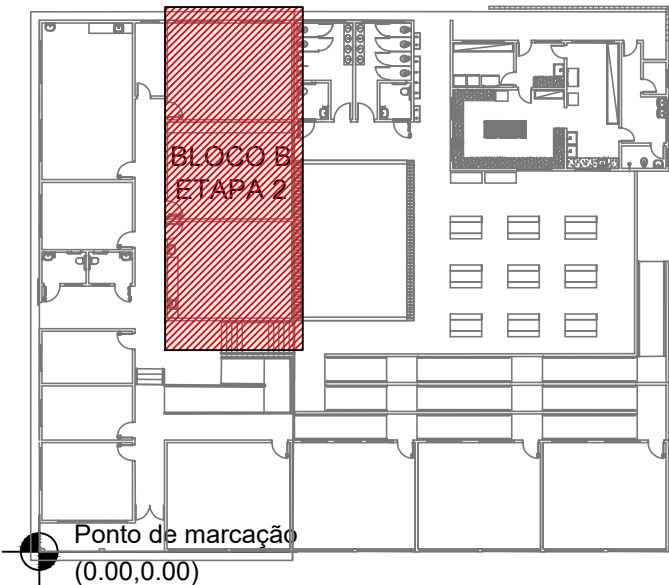 BLOCO B
ETAPA 2
Ponto de marcação
(0.00,0.00)